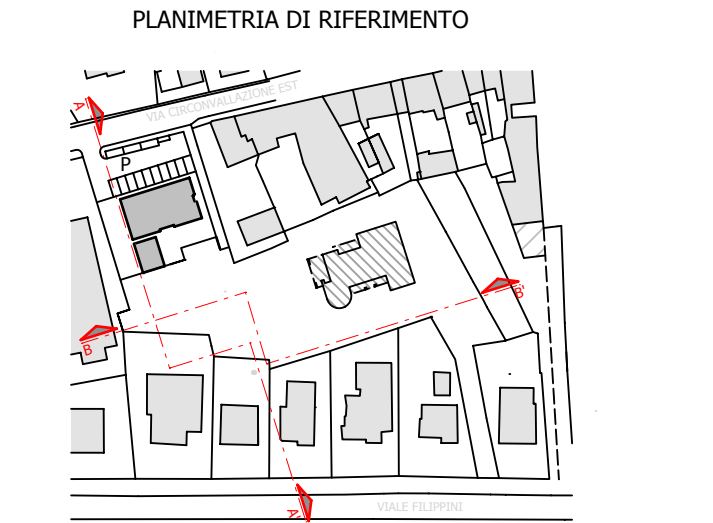 PLANIMETRIA DI RIFERIMENTO
A
VIA CIRCONVALLAZIONE EST
P
B'
B
A'
VIALE FILIPPINI